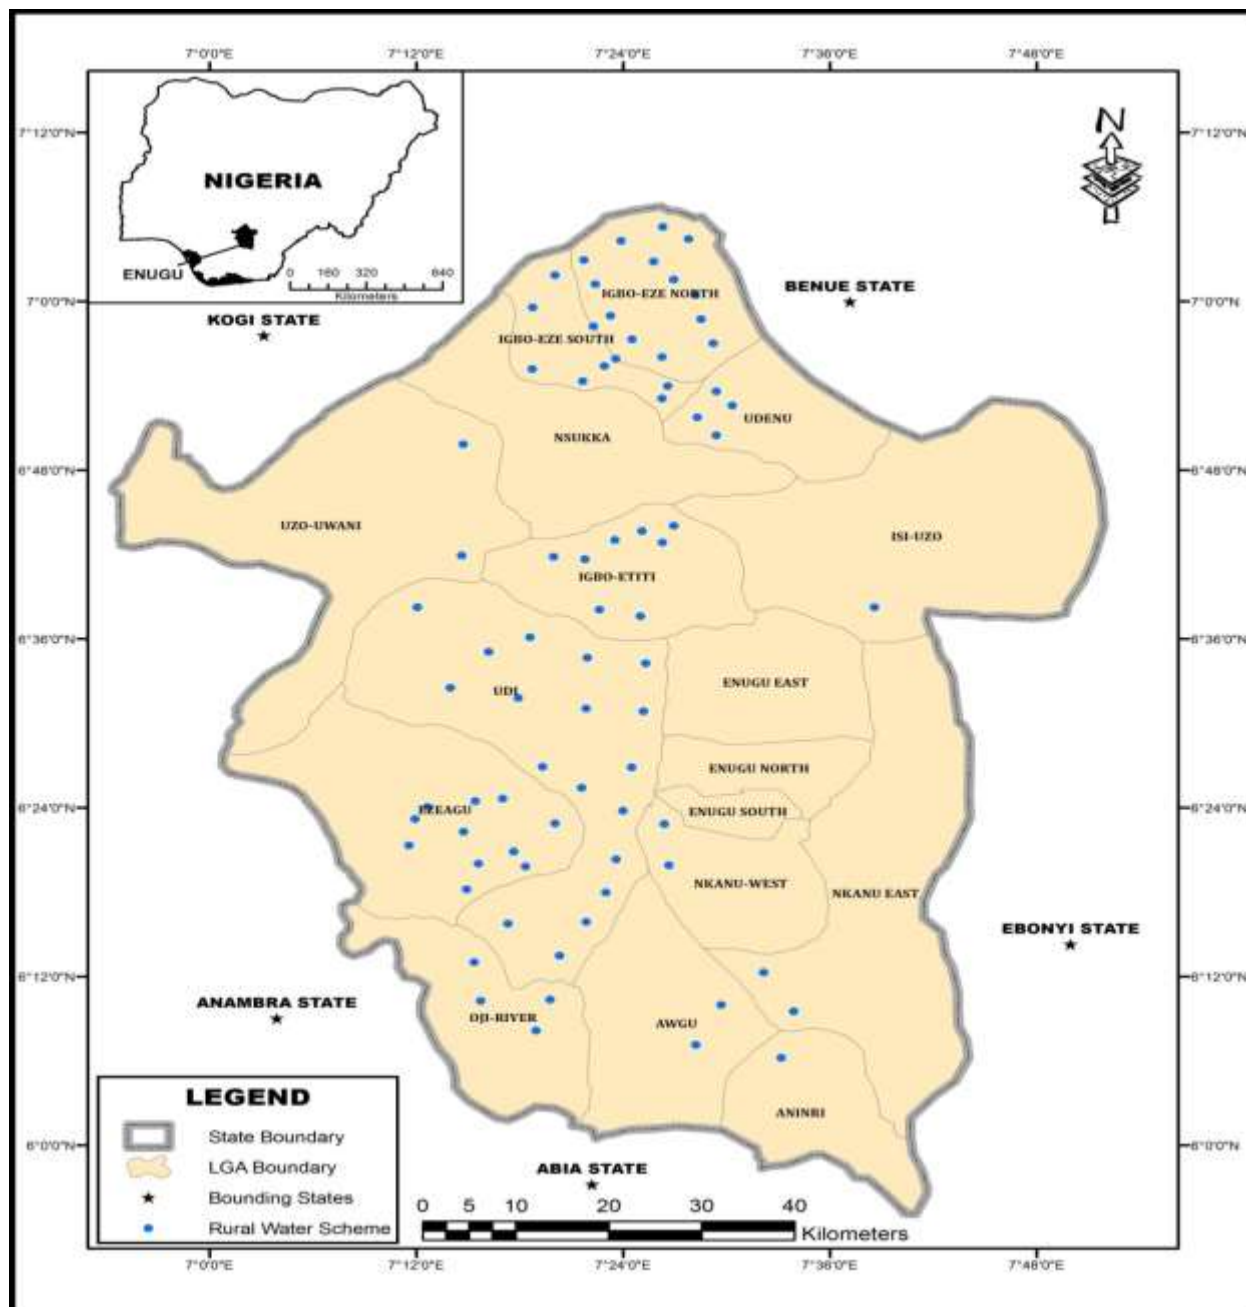 7°0'0"E 7°12'0"E 7°24'0"E 7°36'0"E 7°48'0"E
N
7°12'0"N 7°12'0"N
NIGERIA
ENUGU
0 160 320 640
Kilometers
BENUE STATE
IGBO-EZE NORTH
7°0'0"N 7°0'0"N
KOGI STATE
IGBO-EZE SOUTH
UDENU
NSUKKA
6°48'0"N 6°48'0"N
UZO-UWANI
ISI-UZO
IGBO-ETITI
6°36'0"N 6°36'0"N
ENUGU EAST
UDI
ENUGU NORTH
6°24'0"N 6°24'0"N
EZEAGU
ENUGU SOUTH
NKANU-WEST
NKANU EAST
EBONYI STATE
6°12'0"N 6°12'0"N
ANAMBRA STATE
OJI-RIVER
AWGU
LEGEND
ANINRI
State Boundary
6°0'0"N 6°0'0"N
LGA Boundary
ABIA STATE
Bounding States
0 5 10 20 30 40
Rural Water Scheme
Kilometers
7°0'0"E 7°12'0"E 7°24'0"E 7°36'0"E 7°48'0"E